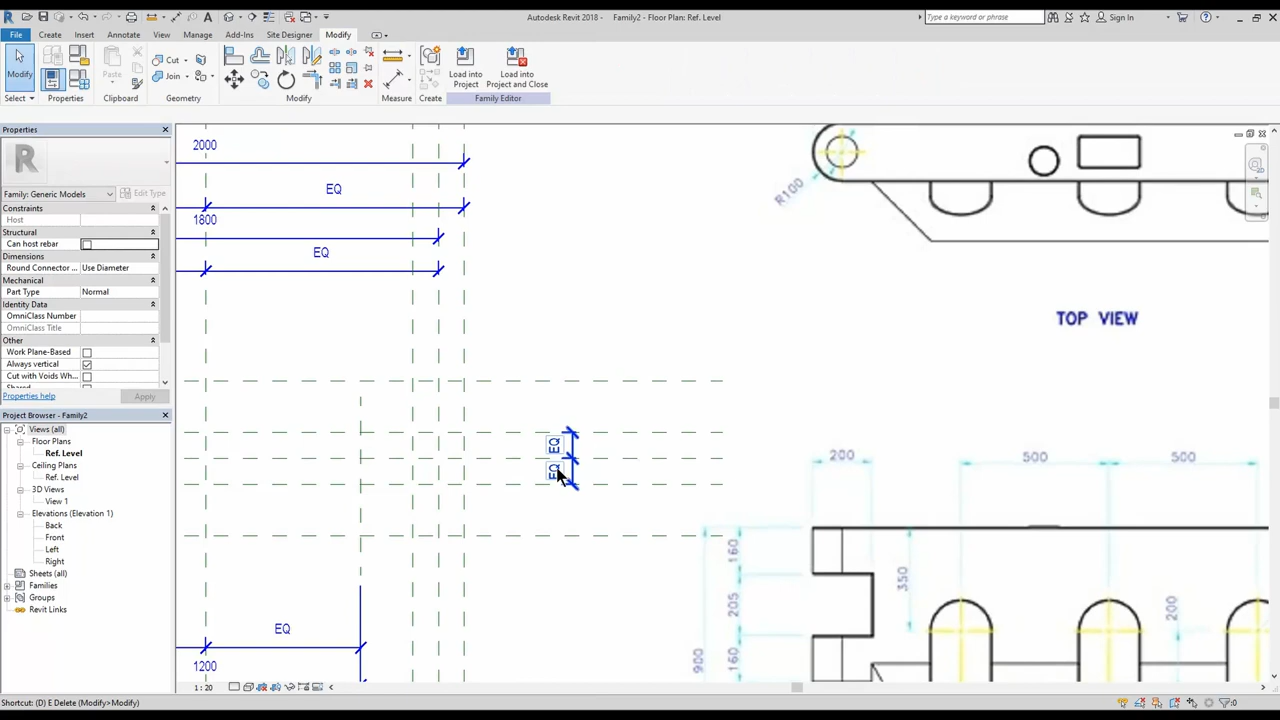 Autodesk Revit 2018 - Family2 - Floor Plan: Ref. Level
Type a keyword or phrase
Sign In
File Create Insert Annotate View Manage Add-Ins Site Designer Modify
Modify
Paste
Cut
Join
Load into
Project
Load into
Project and Close
Select Properties Clipboard Geometry Modify Measure Create Family Editor
Properties
R
Family: Generic Models
Edit Type
Constraints
Host
Structural
Can host rebar
Dimensions
Round Connector ... Use Diameter
Mechanical
Part Type Normal
Identity Data
OmniClass Number
OmniClass Title
Other
Work Plane-Based
Always vertical
Cut with Voids Wh...
Shared
Properties help
Apply
Project Browser - Family2
Views (all)
Floor Plans
Ref. Level
Ceiling Plans
Ref. Level
3D Views
View 1
Elevations (Elevation 1)
Back
Front
Left
Right
Sheets (all)
Families
Groups
Revit Links
2000
EQ
1800
EQ
EQ
EQ
EQ
1200
R100
TOP VIEW
200
500
500
160
350
205
200
160
900
1 : 20
Shortcut: (D) E Delete (Modify>Modify)
:0